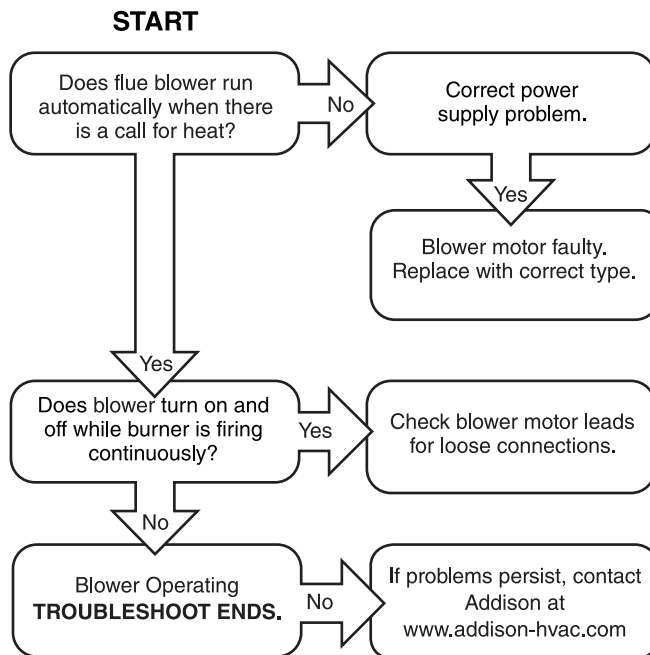 START
Does flue blower run
automatically when there
is a call for heat?
No
Correct power
supply problem.
Yes
Blower motor faulty.
Replace with correct type.
Yes
Does blower turn on and
off while burner is firing
continuously?
Yes
Check blower motor leads
for loose connections.
No
Blower Operating
TROUBLESHOOT ENDS.
No
If problems persist, contact
Addison at
www.addison-hvac.com